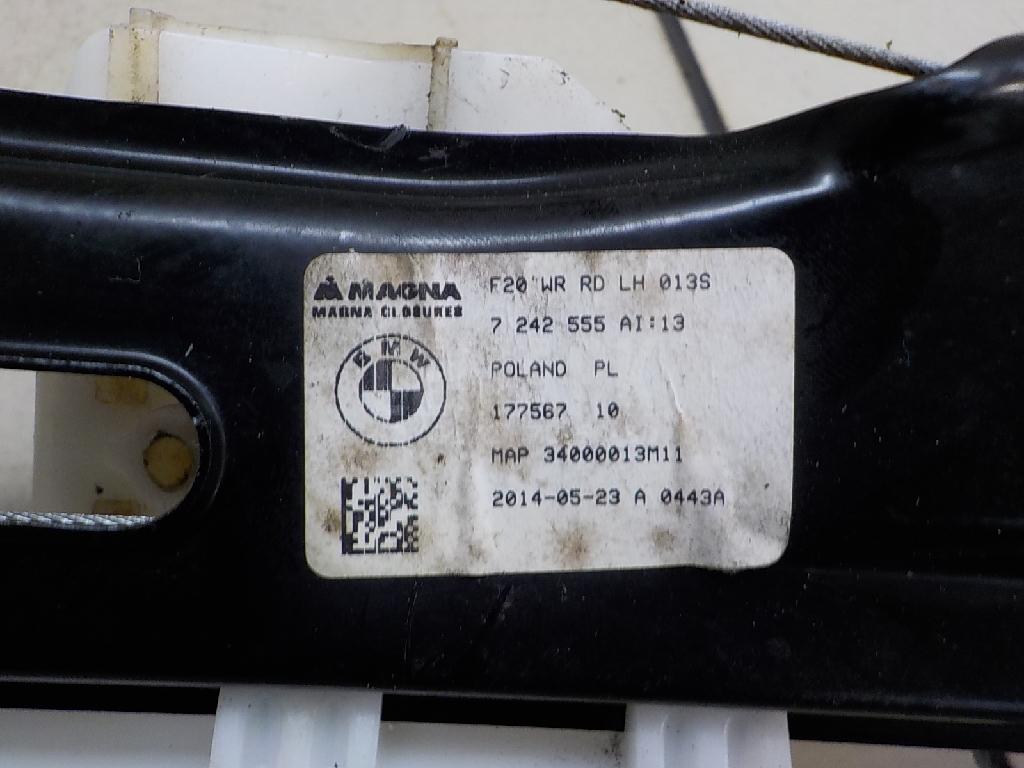 MAGNA
MAGNA CLOSURES
BMW
F20 WR RD LH 013S
7 242 555 AI:13
POLAND PL
177567 10
MAP 34000013M11
2014-05-23 A 0443A